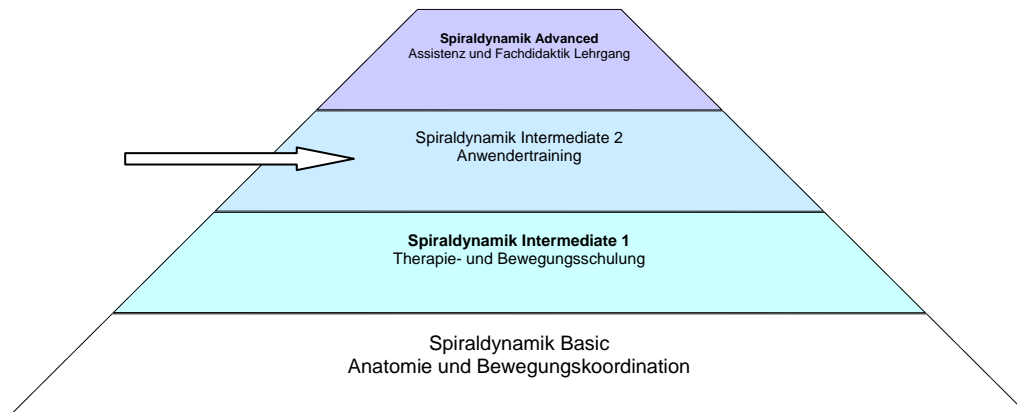 Spiraldynamik Advanced
Assistenz und Fachdidaktik Lehrgang
Spiraldynamik Intermediate 2
Anwendertraining
Spiraldynamik Intermediate 1
Therapie- und Bewegungsschulung
Spiraldynamik Basic
Anatomie und Bewegungskoordination